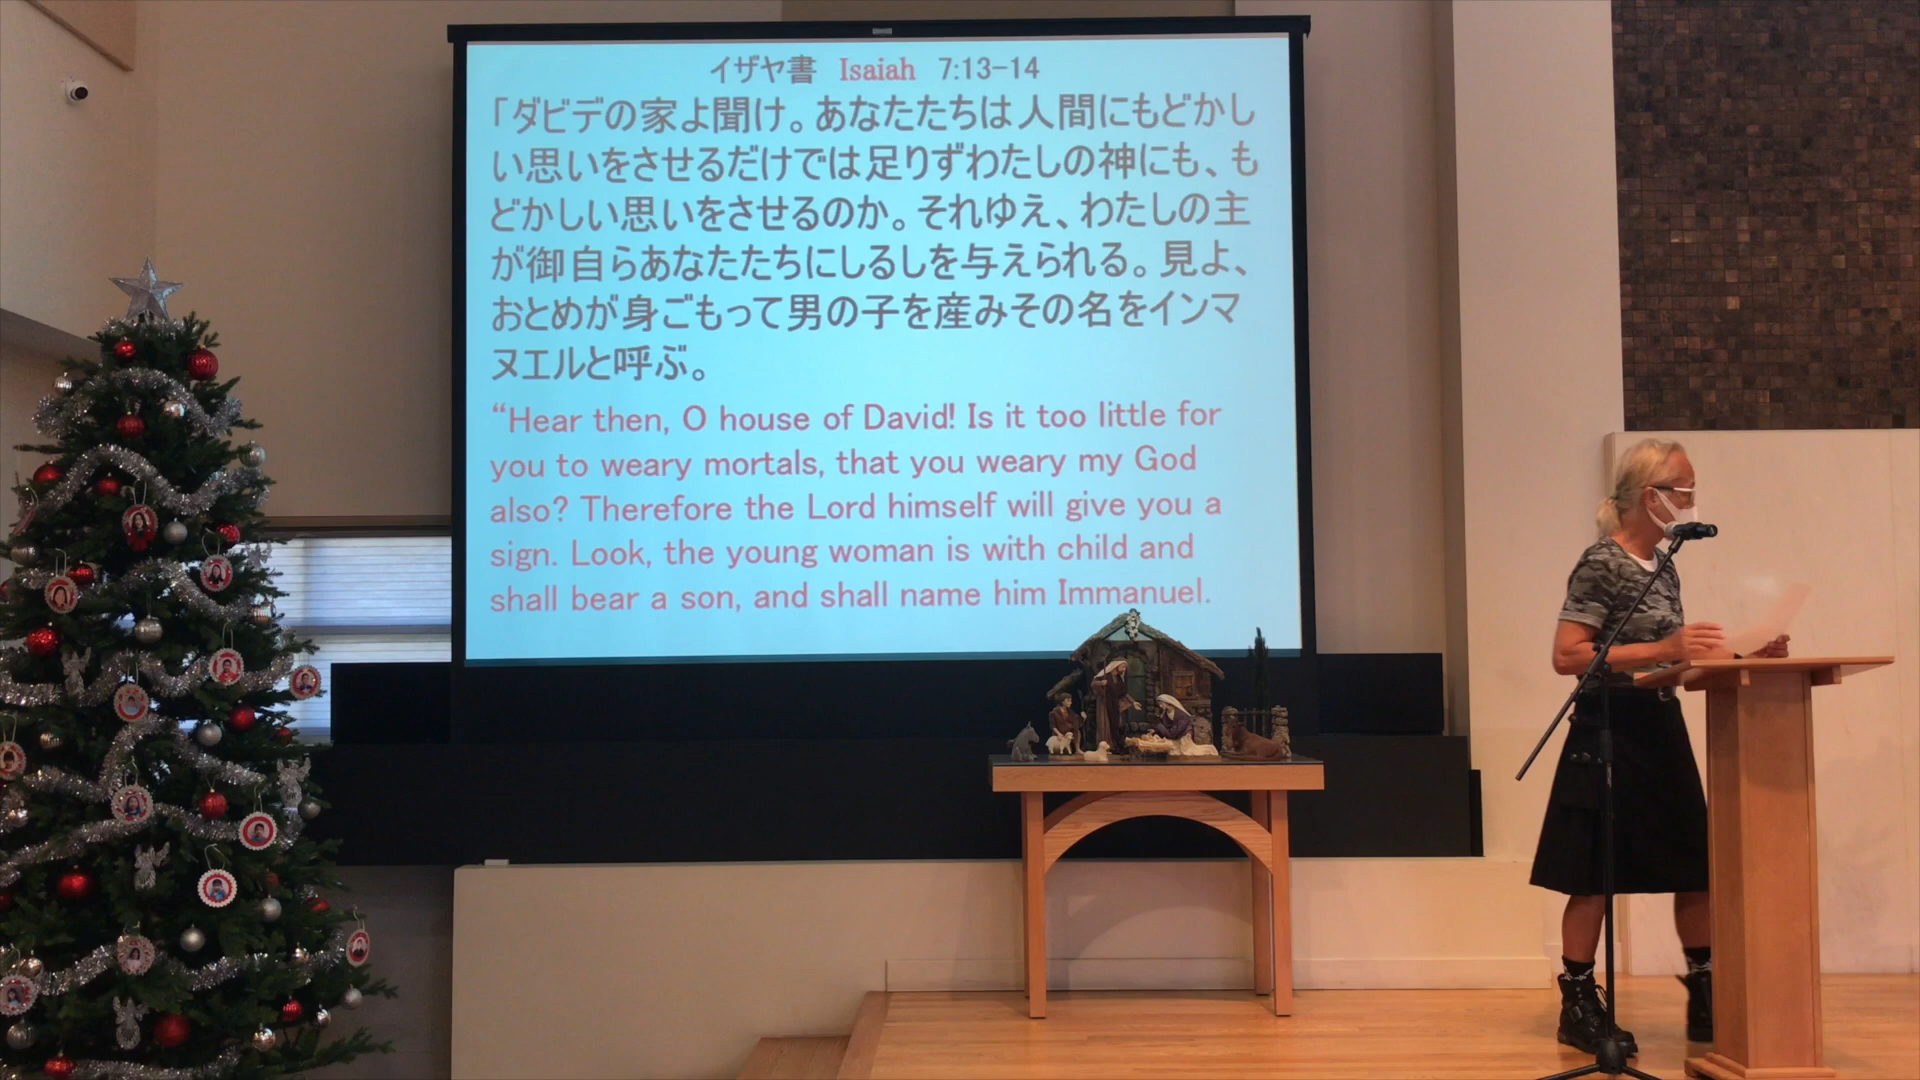 イザヤ書 Isaiah 7:13-14
「ダビデの家よ聞け。あなたたちは人間にもどかし
い思いをさせるだけでは足りずわたしの神にも、も
どかしい思いをさせるのか。それゆえ、わたしの主
が御自らあなたたちにしるしを与えられる。見よ、
おとめが身ごもって男の子を産みその名をインマ
ヌエルと呼ぶ。
“Hear then, O house of David! Is it too little for
you to weary mortals, that you weary my God
also? Therefore the Lord himself will give you a
sign. Look, the young woman is with child and
shall bear a son, and shall name him Immanuel.